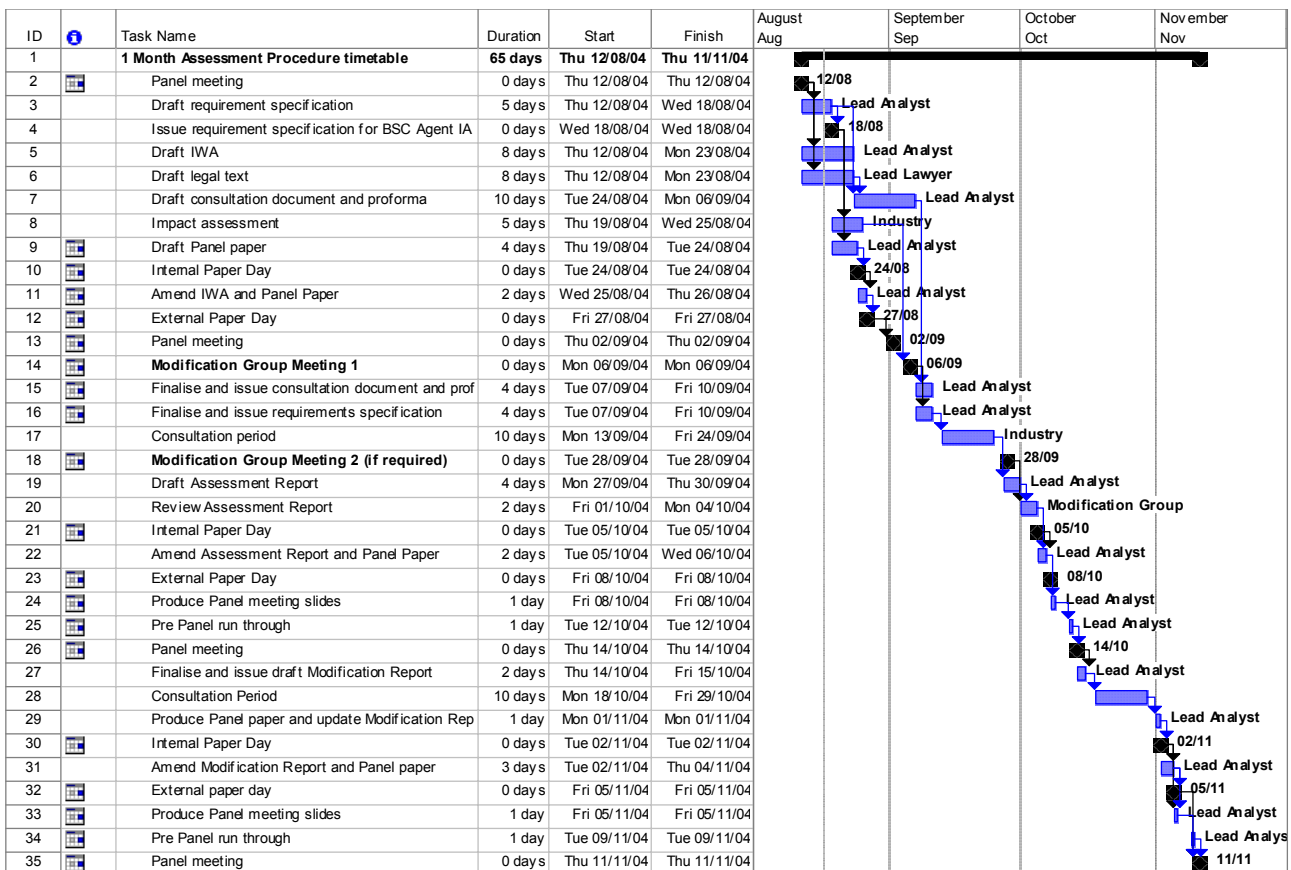 August September October November
ID Task Name Duration Start Finish Aug Sep Oct Nov
1 1 Month Assessment Procedure timetable 65 days Thu 12/08/04 Thu 11/11/04
2 Panel meeting 0 days Thu 12/08/04 Thu 12/08/04 12/08
3 Draft requirement specification 5 days Thu 12/08/04 Wed 18/08/04 Lead Analyst
4 Issue requirement specification for BSC Agent IA 0 days Wed 18/08/04 Wed 18/08/04 18/08
5 Draft IWA 8 days Thu 12/08/04 Mon 23/08/04 Lead Analyst
6 Draft legal text 8 days Thu 12/08/04 Mon 23/08/04 Lead Lawyer
7 Draft consultation document and proforma 10 days Tue 24/08/04 Mon 06/09/04 Lead Analyst
8 Impact assessment 5 days Thu 19/08/04 Wed 25/08/04 Industry
9 Draft Panel paper 4 days Thu 19/08/04 Tue 24/08/04 Lead Analyst
10 Internal Paper Day 0 days Tue 24/08/04 Tue 24/08/04 24/08
11 Amend IWA and Panel Paper 2 days Wed 25/08/04 Thu 26/08/04 Lead Analyst
12 External Paper Day 0 days Fri 27/08/04 Fri 27/08/04 27/08
13 Panel meeting 0 days Thu 02/09/04 Thu 02/09/04 02/09
14 Modification Group Meeting 1 0 days Mon 06/09/04 Mon 06/09/04 06/09
15 Finalise and issue consultation document and prof 4 days Tue 07/09/04 Fri 10/09/04 Lead Analyst
16 Finalise and issue requirements specification 4 days Tue 07/09/04 Fri 10/09/04 Lead Analyst
17 Consultation period 10 days Mon 13/09/04 Fri 24/09/04 Industry
18 Modification Group Meeting 2 (if required) 0 days Tue 28/09/04 Tue 28/09/04 28/09
19 Draft Assessment Report 4 days Mon 27/09/04 Thu 30/09/04 Lead Analyst
20 Review Assessment Report 2 days Fri 01/10/04 Mon 04/10/04 Modification Group
21 Internal Paper Day 0 days Tue 05/10/04 Tue 05/10/04 05/10
22 Amend Assessment Report and Panel Paper 2 days Tue 05/10/04 Wed 06/10/04 Lead Analyst
23 External Paper Day 0 days Fri 08/10/04 Fri 08/10/04 08/10
24 Produce Panel meeting slides 1 day Fri 08/10/04 Fri 08/10/04 Lead Analyst
25 Pre Panel run through 1 day Tue 12/10/04 Tue 12/10/04 Lead Analyst
26 Panel meeting 0 days Thu 14/10/04 Thu 14/10/04 14/10
27 Finalise and issue draft Modification Report 2 days Thu 14/10/04 Fri 15/10/04 Lead Analyst
28 Consultation Period 10 days Mon 18/10/04 Fri 29/10/04
29 Produce Panel paper and update Modification Rep 1 day Mon 01/11/04 Mon 01/11/04 Lead Analyst
30 Internal Paper Day 0 days Tue 02/11/04 Tue 02/11/04 02/11
31 Amend Modification Report and Panel paper 3 days Tue 02/11/04 Thu 04/11/04 Lead Analyst
32 External paper day 0 days Fri 05/11/04 Fri 05/11/04 05/11
33 Produce Panel meeting slides 1 day Fri 05/11/04 Fri 05/11/04 Lead Analyst
34 Pre Panel run through 1 day Tue 09/11/04 Tue 09/11/04 Lead Analys
35 Panel meeting 0 days Thu 11/11/04 Thu 11/11/04 11/11